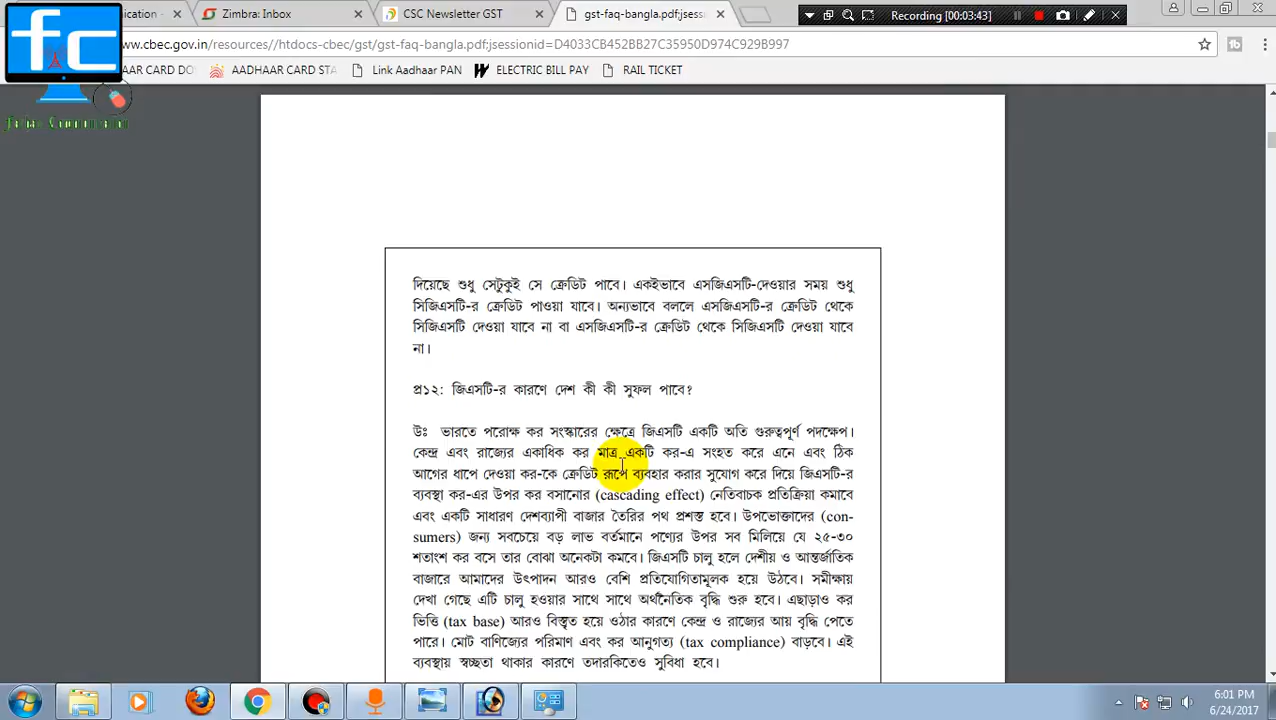 ication -
Zimbra: Inbox
CSC Newsletter GST
gst-faq-bangla.pdf;jsessi
Recording [00:03:43]
fc
ww.cbec.gov.in/resources//htdocs-cbec/gst/gst-faq-bangla.pdf;jsessionid=D4033CB452BB27C35950D974C929B997
AAR CARD DO
AADHAAR CARD STA
Link Aadhaar PAN
ELECTRIC BILL PAY
RAIL TICKET
দিয়েছে শুধু সেটুকুই সে ক্রেডিট পাবে। একইভাবে এসজিএসটি-দেওয়ার সময় শুধু
সিজিএসটি-র ক্রেডিট পাওয়া যাবে। অন্যভাবে বললে এসজিএসটি-র ক্রেডিট থেকে
সিজিএসটি দেওয়া যাবে না বা এসজিএসটি-র ক্রেডিট থেকে সিজিএসটি দেওয়া যাবে
না।
প্র১২: জিএসটি-র কারণে দেশ কী কী সুফল পাবে?
উঃ ভারতে পরোক্ষ কর সংস্কারের ক্ষেত্রে জিএসটি একটি অতি গুরুত্বপূর্ণ পদক্ষেপ।
কেন্দ্র এবং রাজ্যের একাধিক কর মাত্র একটি কর-এ সংহত করে এনে এবং ঠিক
আগের ধাপে দেওয়া কর-কে ক্রেডিট রূপে ব্যবহার করার সুযোগ করে দিয়ে জিএসটি-র
ব্যবস্থা কর-এর উপর কর বসানোর (cascading effect) নেতিবাচক প্রতিক্রিয়া কমাবে
এবং একটি সাধারণ দেশব্যাপী বাজার তৈরির পথ প্রশস্ত হবে। উপভোক্তাদের (con-
sumers) জন্য সবচেয়ে বড় লাভ বর্তমানে পণ্যের উপর সব মিলিয়ে যে ২৫-৩০
শতাংশ কর বসে তার বোঝা অনেকটা কমবে। জিএসটি চালু হলে দেশীয় ও আন্তর্জাতিক
বাজারে আমাদের উৎপাদন আরও বেশি প্রতিযোগিতামূলক হয়ে উঠবে। সমীক্ষায়
দেখা গেছে এটি চালু হওয়ার সাথে সাথে অর্থনৈতিক বৃদ্ধি শুরু হবে। এছাড়াও কর
ভিত্তি (tax base) আরও বিস্তৃত হয়ে ওঠার কারণে কেন্দ্র ও রাজ্যের আয় বৃদ্ধি পেতে
পারে। মোট বাণিজ্যের পরিমাণ এবং কর আনুগত্য (tax compliance) বাড়বে। এই
ব্যবস্থায় স্বচ্ছতা থাকার কারণে তদারকিতেও সুবিধা হবে।
6:01 PM
6/24/2017